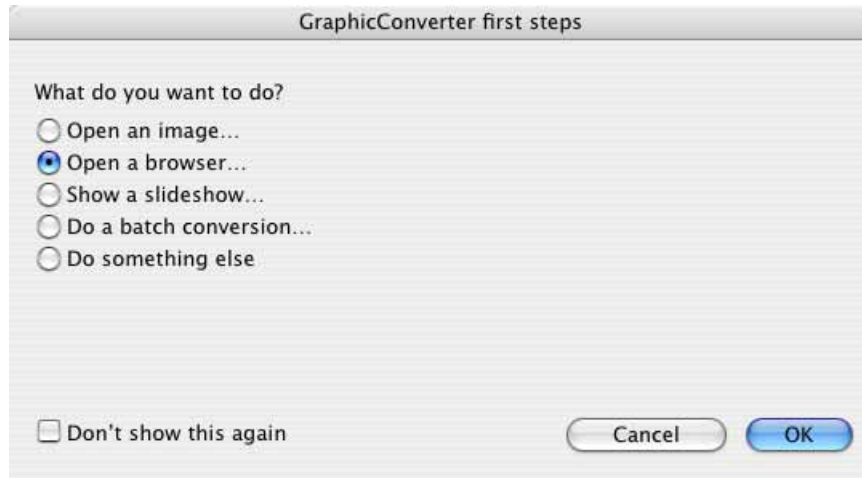 GraphicConverter first steps
What do you want to do?
Open an image...
Open a browser...
Show a slideshow...
Do a batch conversion...
Do something else
Don't show this again
Cancel
OK